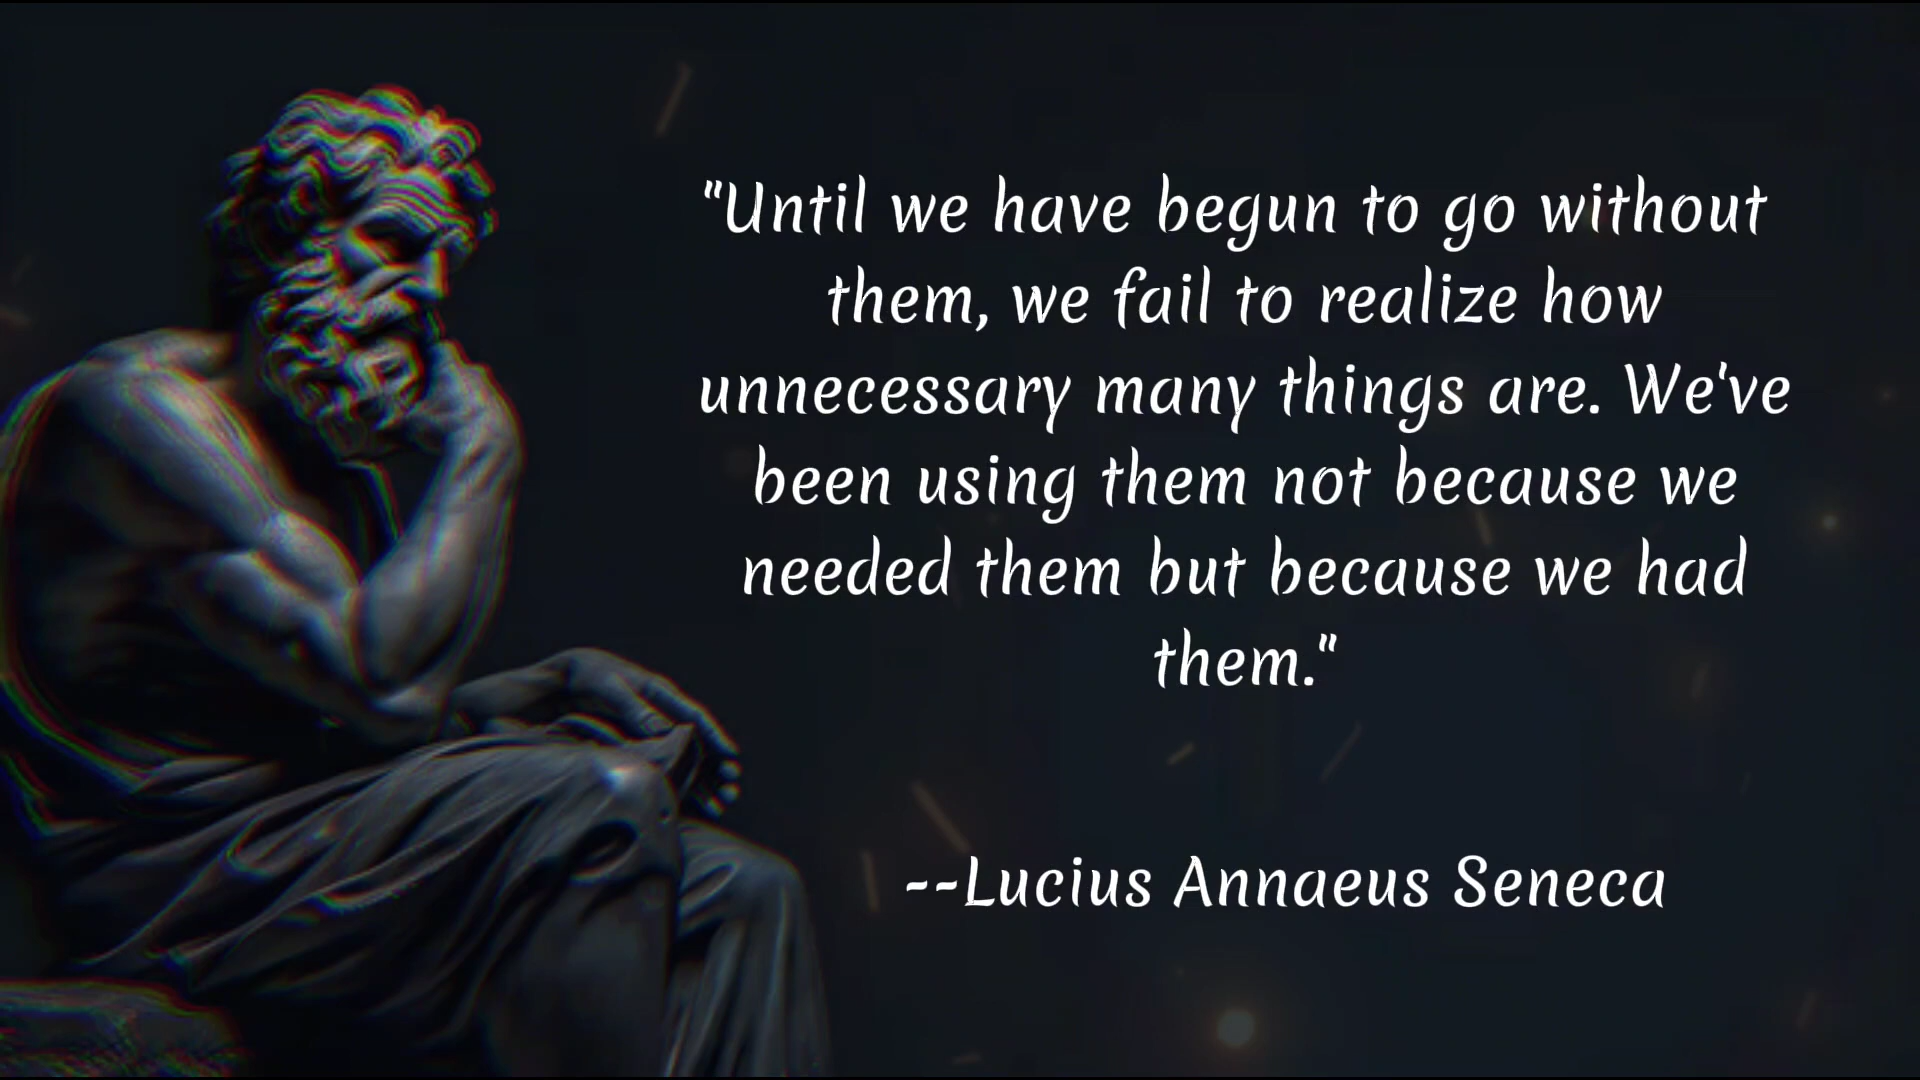 "Until we have begun to go without
them, we fail to realize how
unnecessary many things are. We've
been using them not because we
needed them but because we had
them."
--Lucius Annaeus Seneca